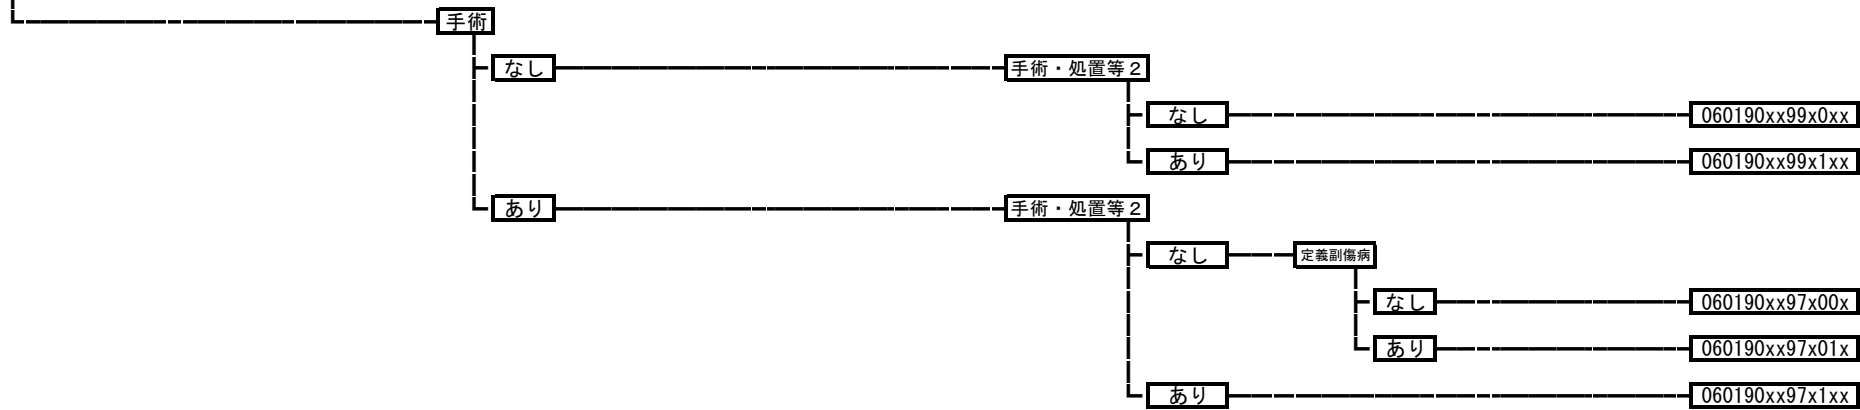 手術
なし 手術・処置等2
なし 060190xx99x0xx
あり 060190xx99x1xx
あり 手術・処置等2
なし 定義副傷病
なし 060190xx97x00x
あり 060190xx97x01x
あり 060190xx97x1xx